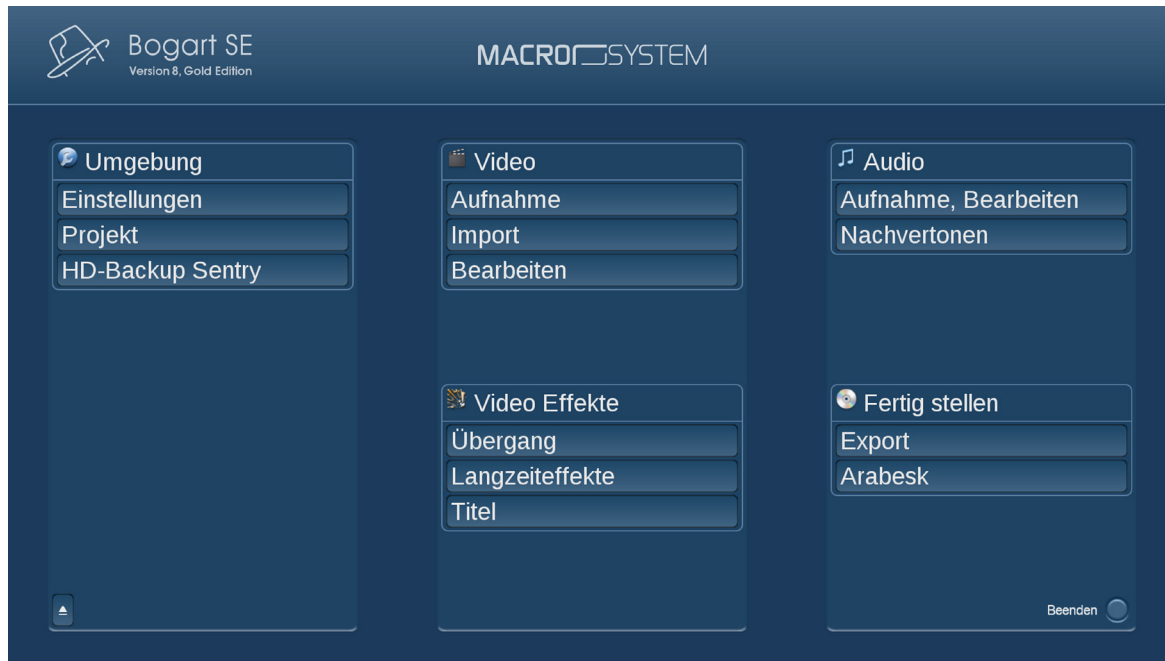 Bogart SE
Version 8, Gold Edition
MACROSYSTEM
Umgebung
Einstellungen
Projekt
HD-Backup Sentry
Video
Aufnahme
Import
Bearbeiten
Audio
Aufnahme, Bearbeiten
Nachvertonen
Video Effekte
Übergang
Langzeiteffekte
Titel
Fertig stellen
Export
Arabesk
Beenden